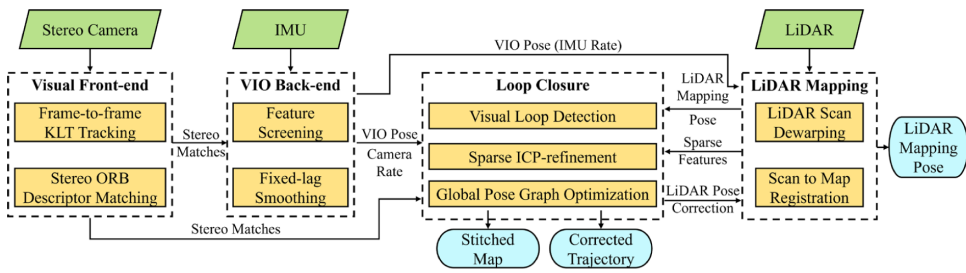 Stereo Camera
IMU
LiDAR
VIO Pose (IMU Rate)
Visual Front-end
Frame-to-frame
KLT Tracking
Stereo ORB
Descriptor Matching
Stereo
Matches
VIO Back-end
Feature
Screening
Fixed-lag
Smoothing
VIO Pose
Camera
Rate
Stereo Matches
Loop Closure
Visual Loop Detection
Sparse ICP-refinement
Global Pose Graph Optimization
LiDAR
Mapping
Pose
Sparse
Features
LiDAR Pose
Correction
LiDAR Mapping
LiDAR Scan
Dewarping
Scan to Map
Registration
LiDAR
Mapping
Pose
Stitched
Map
Corrected
Trajectory